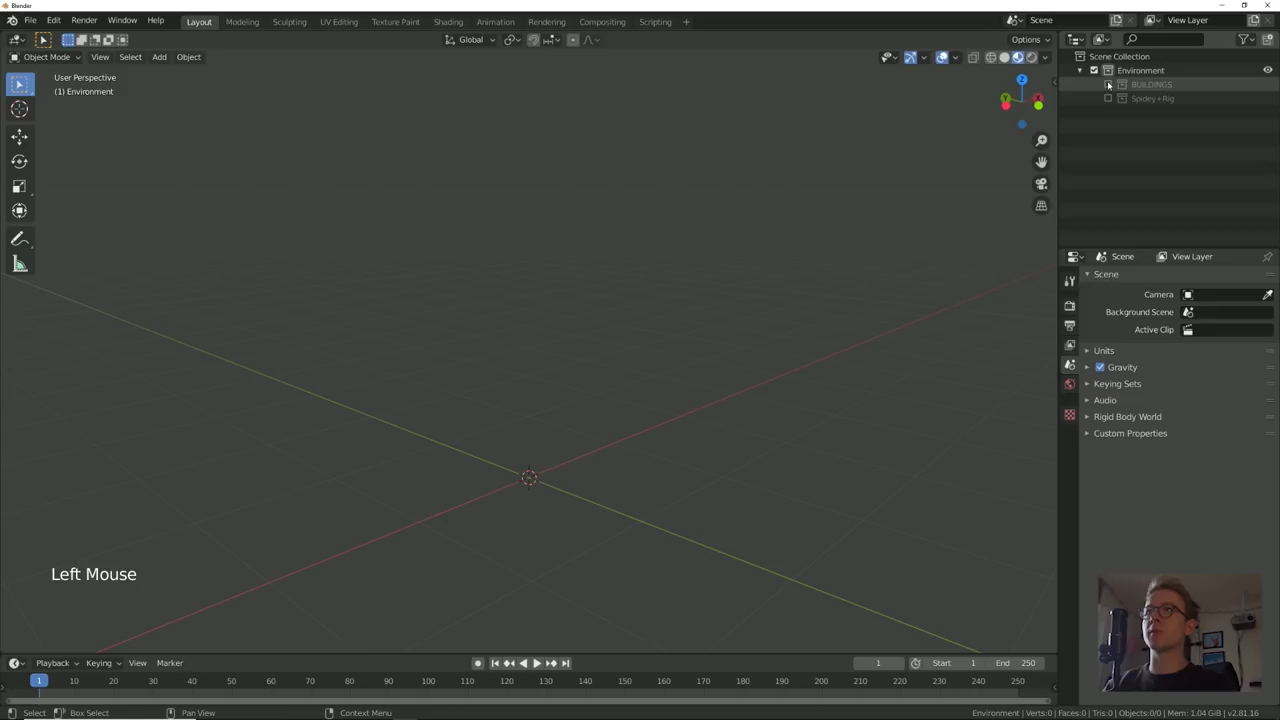 Blender
File Edit Render Window Help Layout Modeling Sculpting UV Editing Texture Paint Shading Animation Rendering Compositing Scripting + Scene View Layer
Global Options
Object Mode View Select Add Object
User Perspective
(1) Environment
Z
Y
X
Scene Collection
Environment
BUILDINGS
Spidey+Rig
Scene View Layer
Scene
Camera
Background Scene
Active Clip
Units
Gravity
Keying Sets
Audio
Rigid Body World
Custom Properties
Left Mouse
Playback Keying View Marker 1 Start 1 End 250
1 10 20 30 40 50 60 70 80 90 100 110 120 130 140 150 160 170 180 190 200 210 220 230 240 250
Select Box Select Pan View Context Menu Environment | Verts:0 | Faces:0 | Tris:0 | Objects:0/0 | Mem: 1.04 GiB | v2.81.16